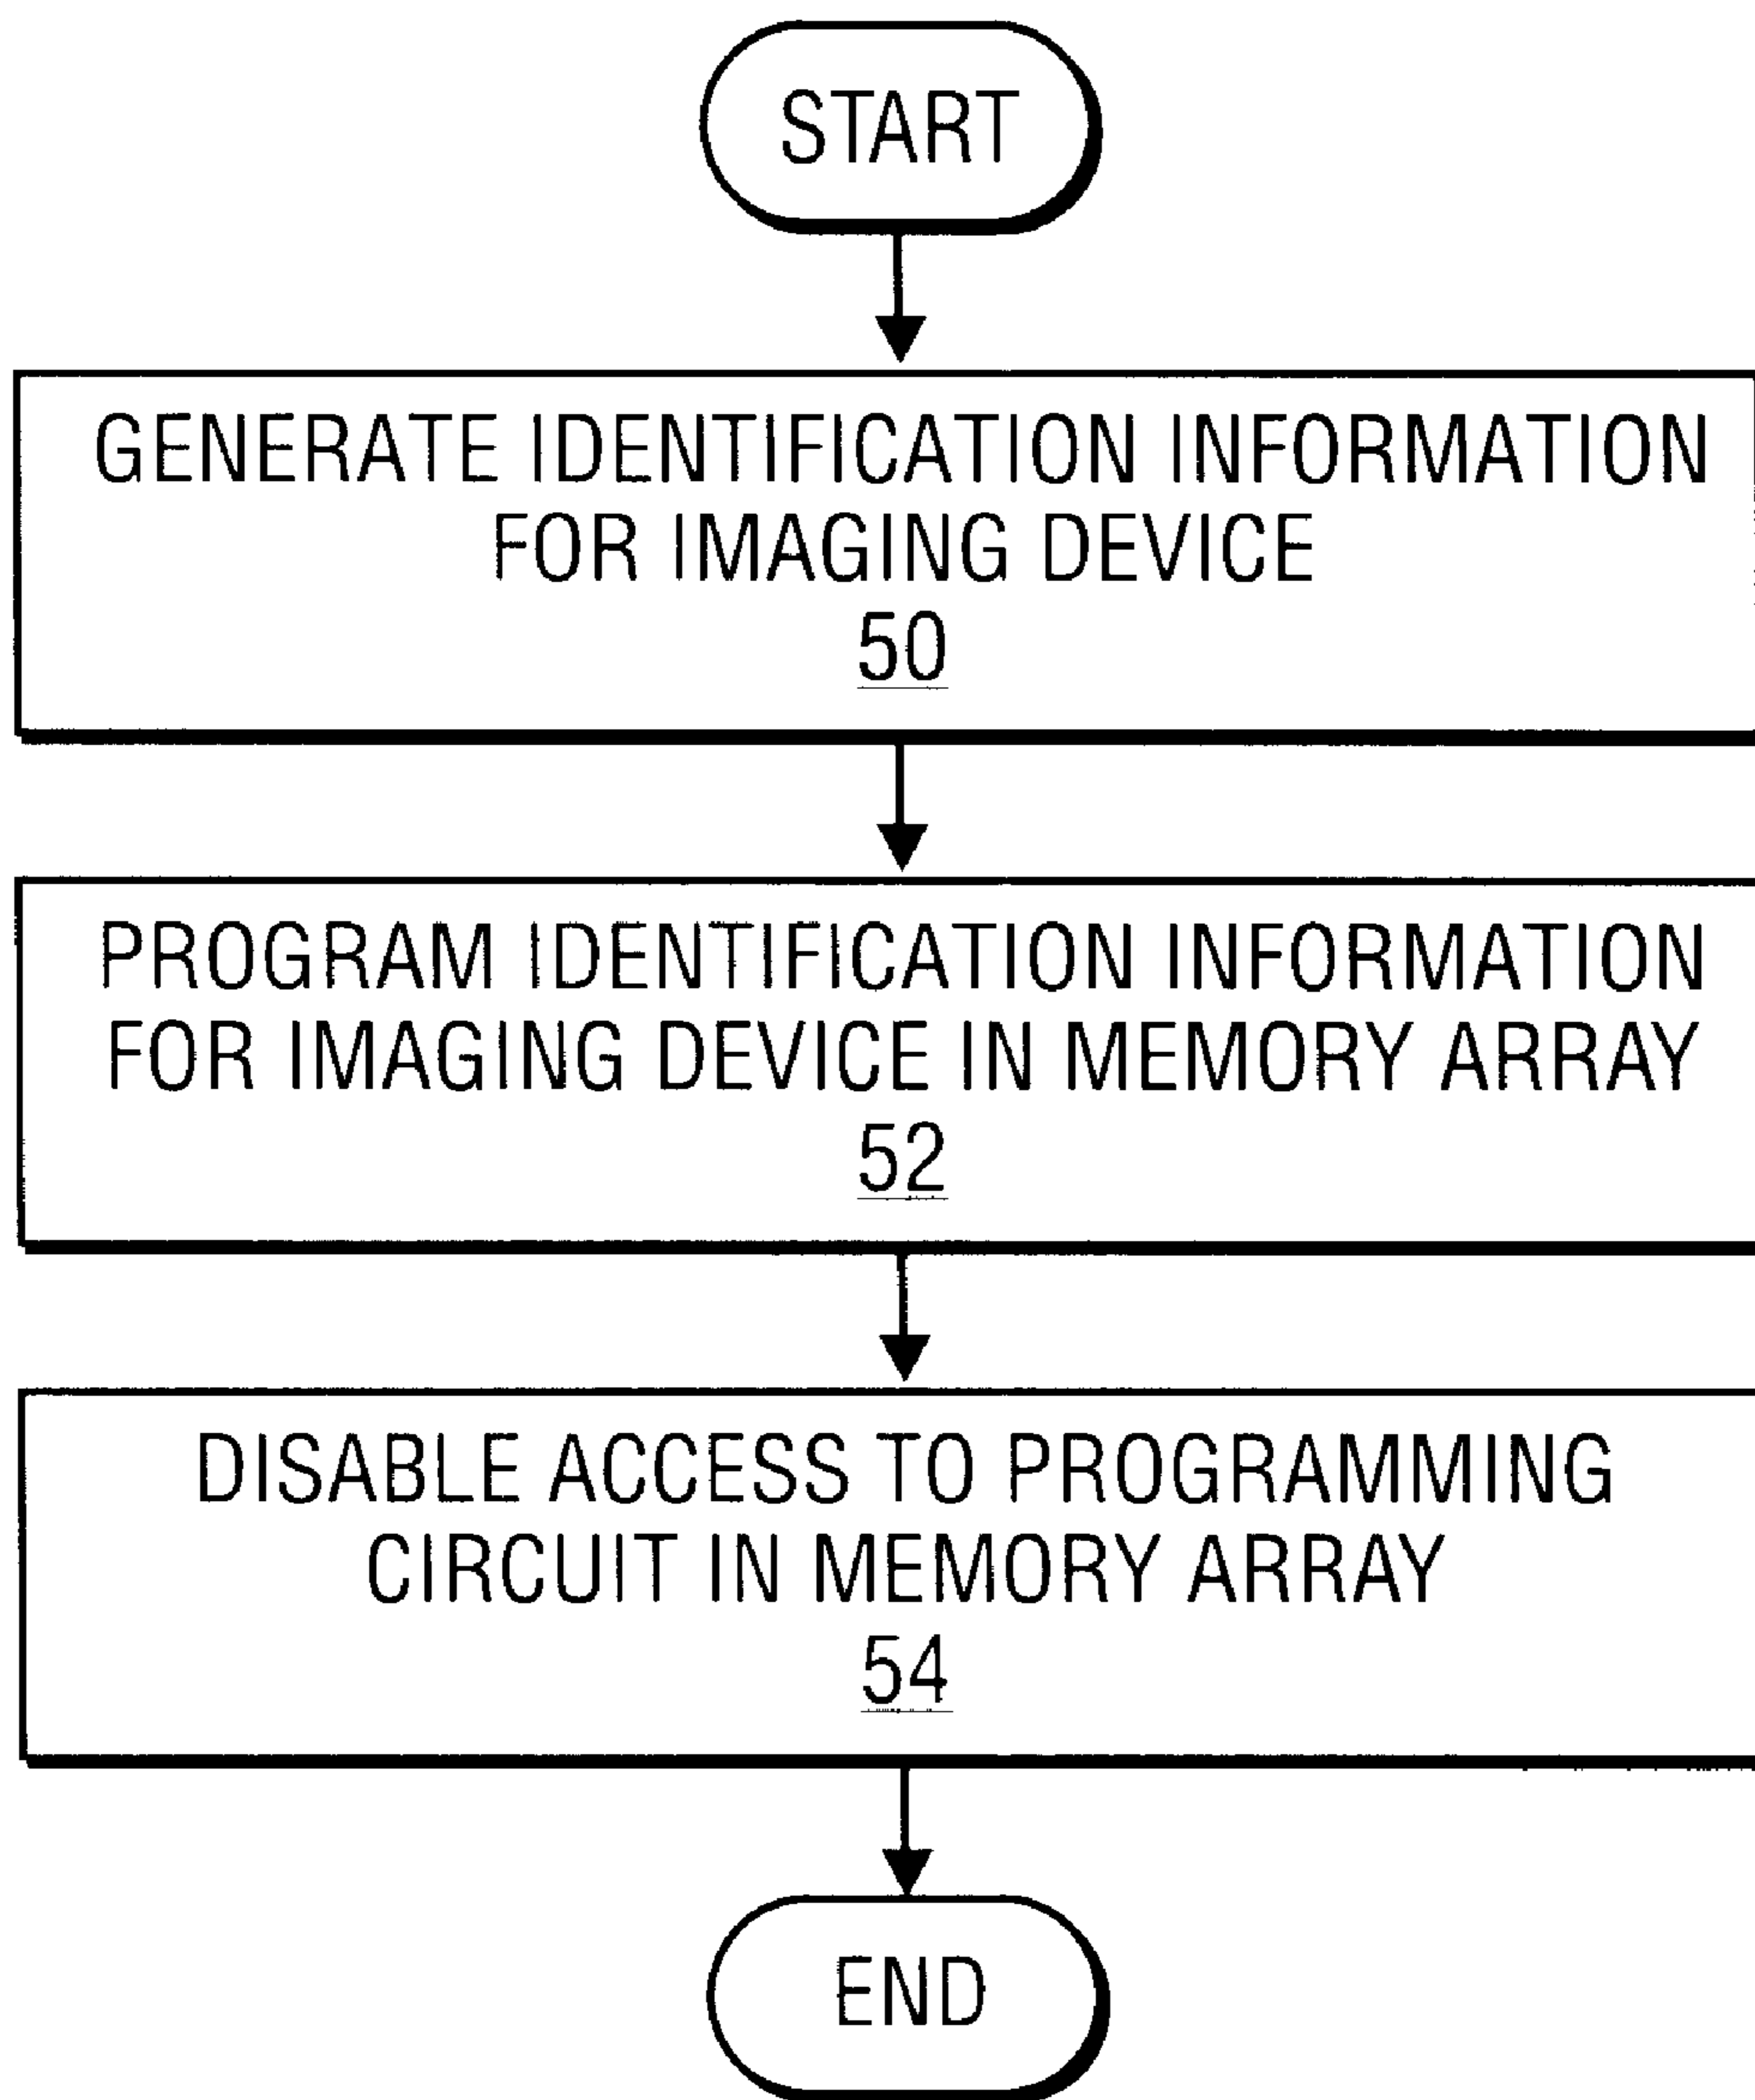 START
GENERATE IDENTIFICATION INFORMATION
FOR IMAGING DEVICE
50
PROGRAM IDENTIFICATION INFORMATION
FOR IMAGING DEVICE IN MEMORY ARRAY
52
DISABLE ACCESS TO PROGRAMMING
CIRCUIT IN MEMORY ARRAY
54
END